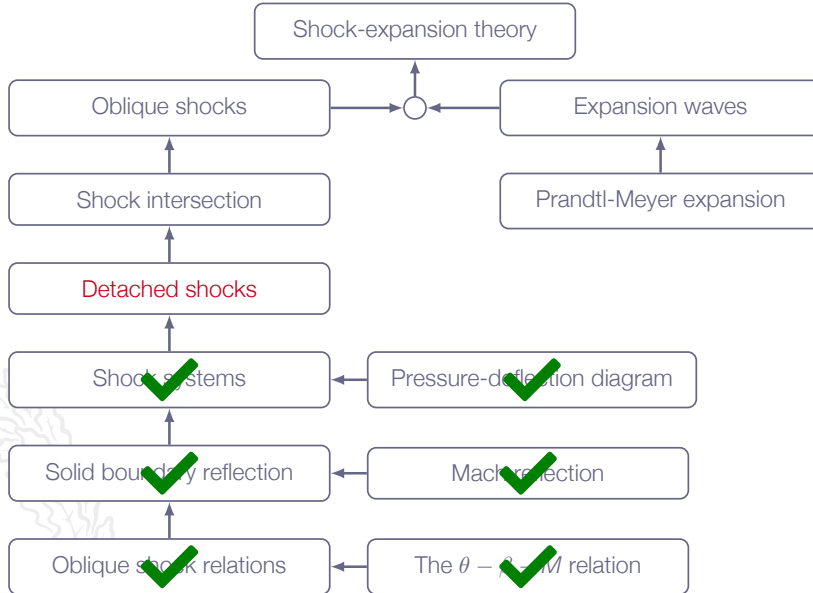 Shock-expansion theory
Oblique shocks
Expansion waves
Shock intersection
Prandtl-Meyer expansion
Detached shocks
Shock systems
Pressure-deflection diagram
Solid boundary reflection
Mach reflection
Oblique shock relations
The θ − β − M relation